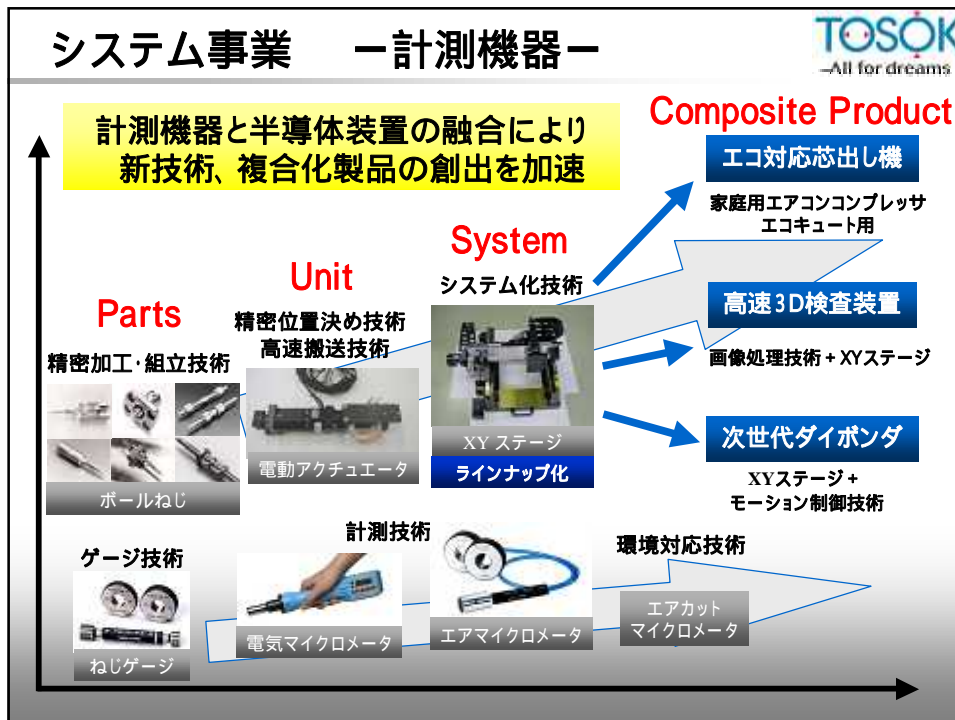 システム事業　ー計測機器ー
TOSOK
All for dreams
計測機器と半導体装置の融合により
新技術、複合化製品の創出を加速
Composite Product
エコ対応芯出し機
家庭用エアコンコンプレッサ
エコキュート用
System
システム化技術
Unit
精密位置決め技術
高速搬送技術
Parts
精密加工・組立技術
高速3D検査装置
画像処理技術+XYステージ
XY ステージ
ラインナップ化
電動アクチュエータ
ボールねじ
次世代ダイボンダ
XYステージ+
モーション制御技術
計測技術
環境対応技術
ゲージ技術
ねじゲージ
電気マイクロメータ
エアマイクロメータ
エアカット
マイクロメータ